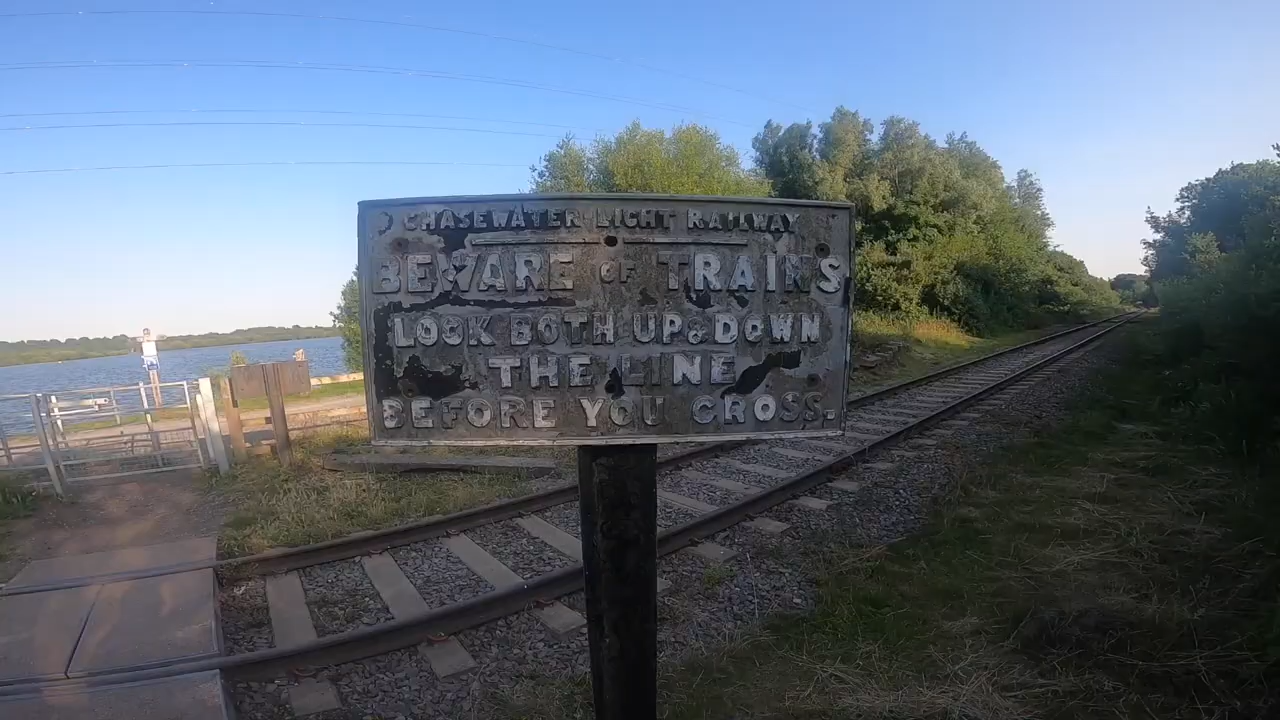 CHASEWATER LIGHT RAILWAY
BEWARE OF TRAINS
LOOK BOTH UP & DOWN
THE LINE
BEFORE YOU CROSS.